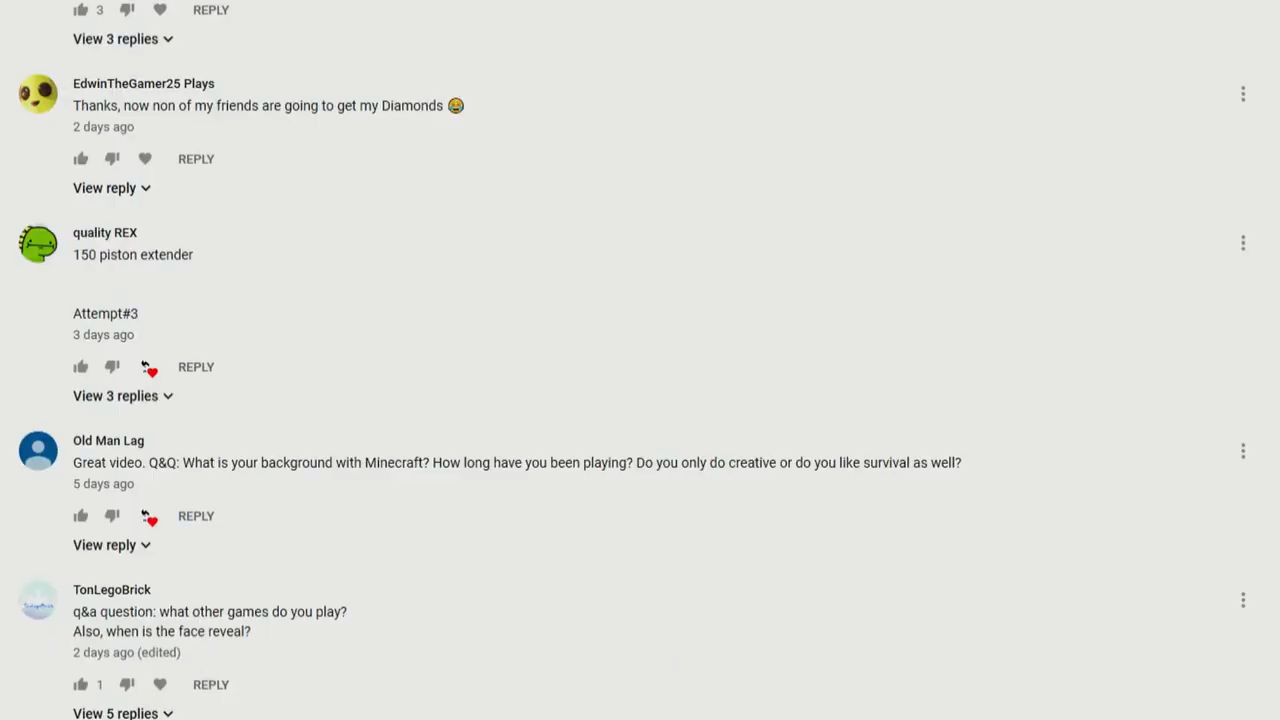 3 REPLY
View 3 replies
EdwinTheGamer25 Plays
Thanks, now non of my friends are going to get my Diamonds 😂
2 days ago
REPLY
View reply
quality REX
150 piston extender
Attempt#3
3 days ago
REPLY
View 3 replies
Old Man Lag
Great video. Q&Q: What is your background with Minecraft? How long have you been playing? Do you only do creative or do you like survival as well?
5 days ago
REPLY
View reply
TonLegoBrick
q&a question: what other games do you play?
Also, when is the face reveal?
2 days ago (edited)
1 REPLY
View 5 replies